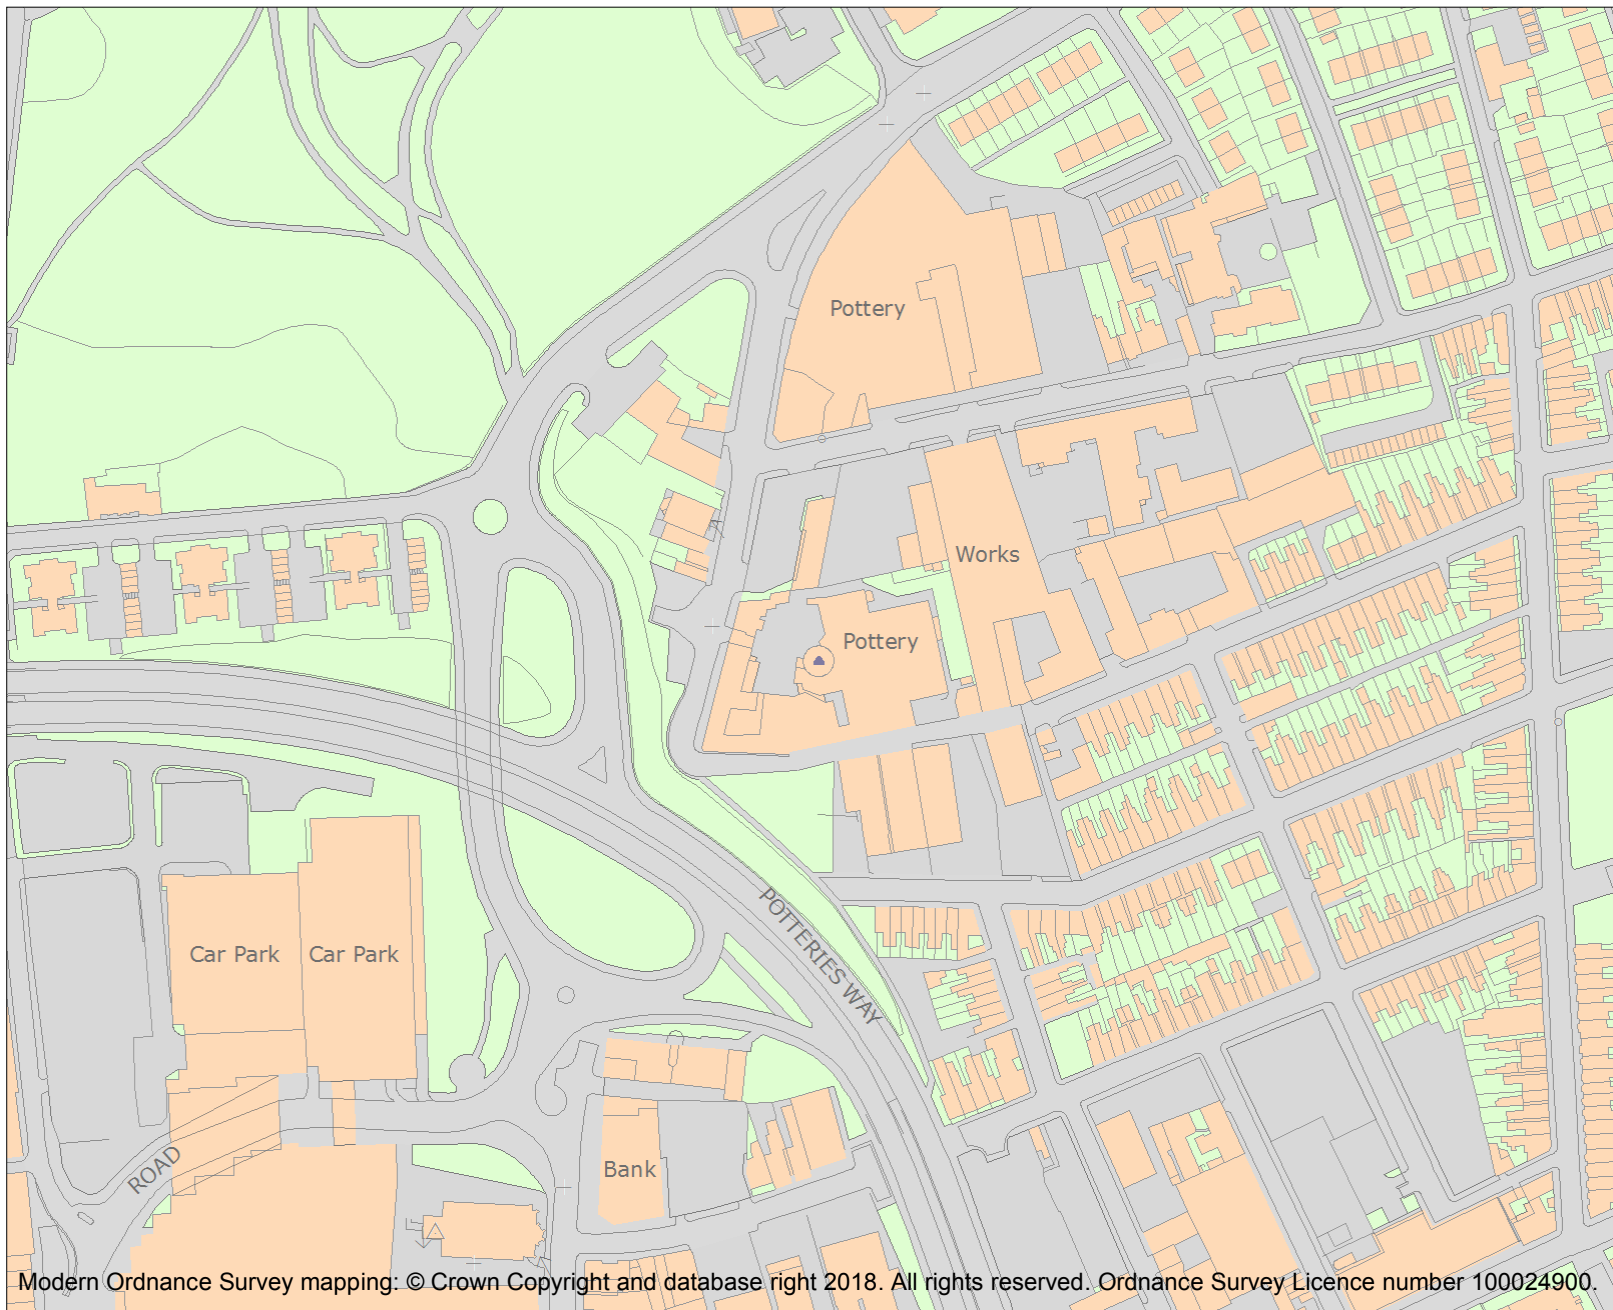 Pottery
Works
Pottery
POTTERIES WAY
Car Park
Car Park
ROAD
Bank
Modern Ordnance Survey mapping: © Crown Copyright and database right 2018. All rights reserved. Ordnance Survey Licence number 100024900.